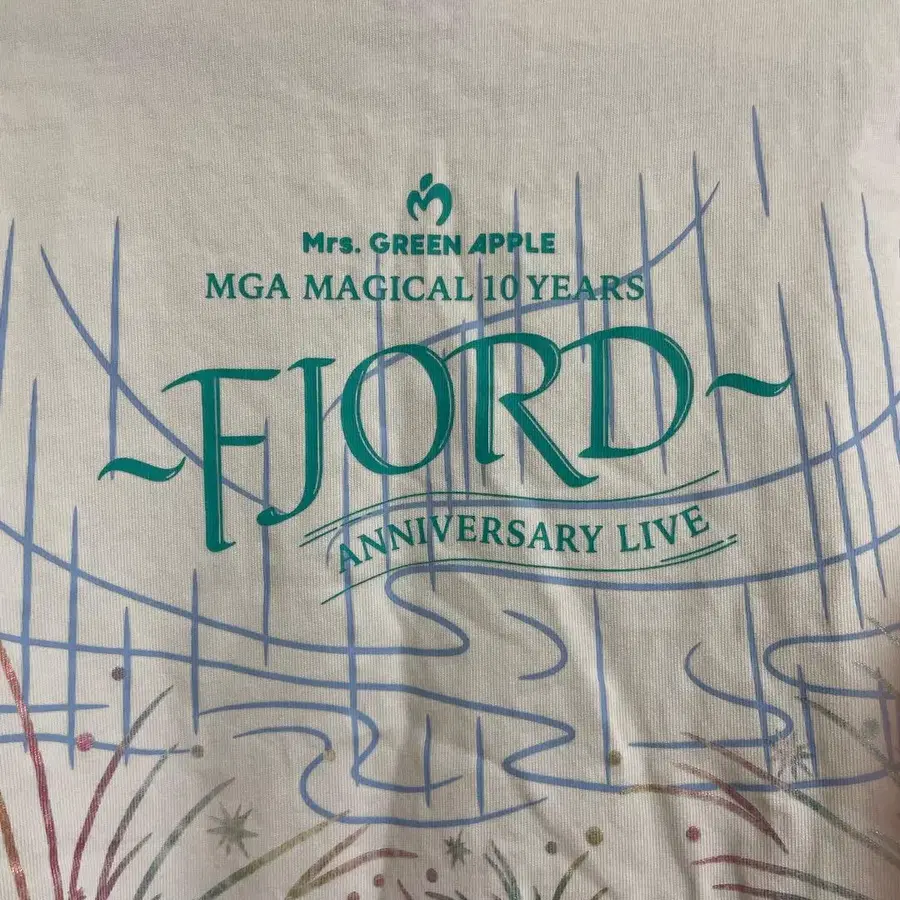 Mrs. GREEN APPLE
MGA MAGICAL 10 YEARS
~FJORD~
ANNIVERSARY LIVE